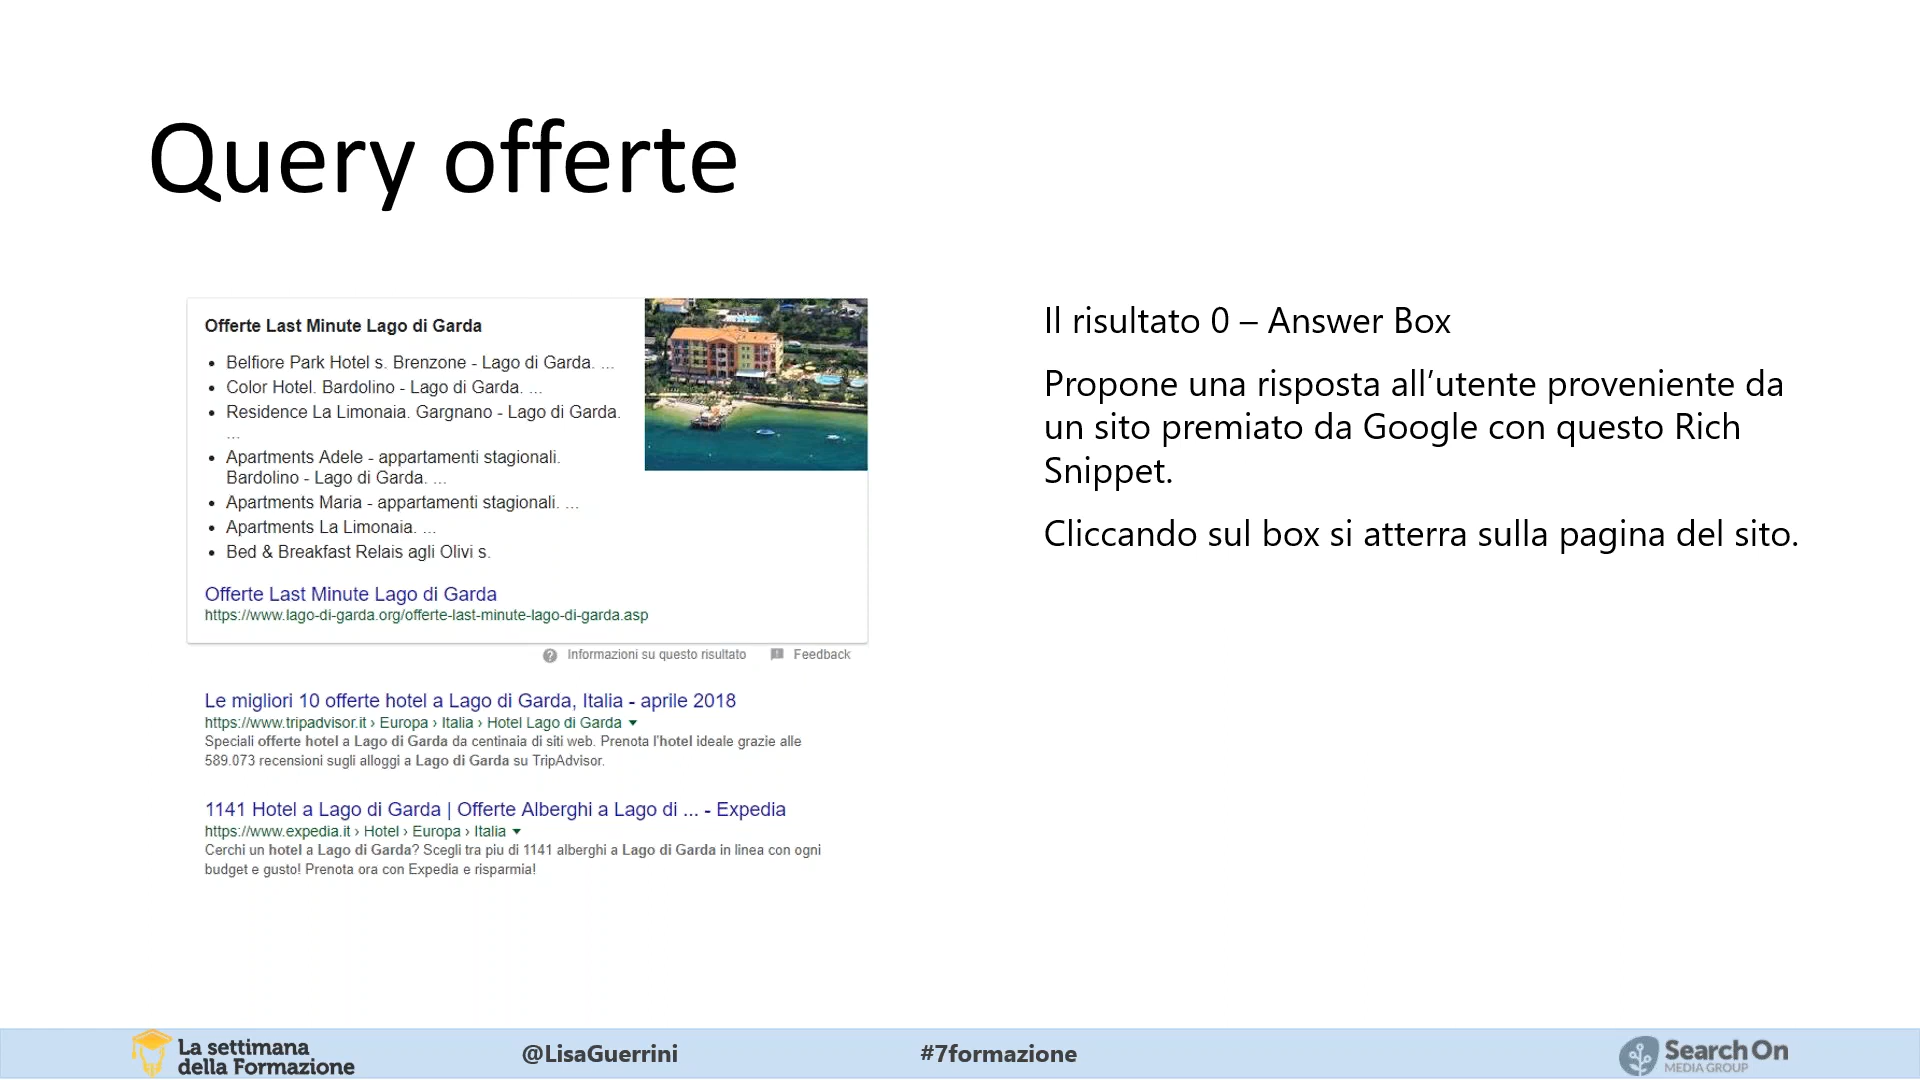 Query offerte
Offerte Last Minute Lago di Garda
• Belfiore Park Hotel s. Brenzone - Lago di Garda. ...
• Color Hotel. Bardolino - Lago di Garda. ...
• Residence La Limonaia. Gargnano - Lago di Garda.
...
• Apartments Adele - appartamenti stagionali.
Bardolino - Lago di Garda. ...
• Apartments Maria - appartamenti stagionali. ...
• Apartments La Limonaia. ...
• Bed & Breakfast Relais agli Olivi s.
Offerte Last Minute Lago di Garda
https://www.lago-di-garda.org/offerte-last-minute-lago-di-garda.asp
Informazioni su questo risultato Feedback
Le migliori 10 offerte hotel a Lago di Garda, Italia - aprile 2018
https://www.tripadvisor.it › Europa › Italia › Hotel Lago di Garda
Speciali offerte hotel a Lago di Garda da centinaia di siti web. Prenota l'hotel ideale grazie alle
589.073 recensioni sugli alloggi a Lago di Garda su TripAdvisor.
1141 Hotel a Lago di Garda | Offerte Alberghi a Lago di ... - Expedia
https://www.expedia.it › Hotel › Europa › Italia
Cerchi un hotel a Lago di Garda? Scegli tra piu di 1141 alberghi a Lago di Garda in linea con ogni
budget e gusto! Prenota ora con Expedia e risparmia!
Il risultato 0 – Answer Box
Propone una risposta all’utente proveniente da
un sito premiato da Google con questo Rich
Snippet.
Cliccando sul box si atterra sulla pagina del sito.
La settimana
della Formazione
@LisaGuerrini
#7formazione
Search On
MEDIA GROUP